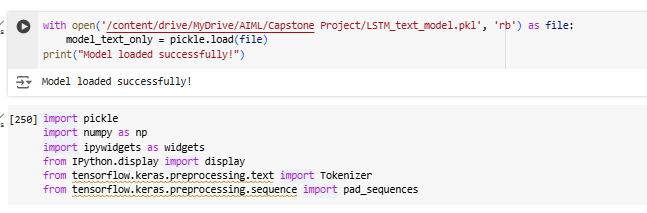 with open('/content/drive/MyDrive/AIML/Capstone Project/LSTM_text_model.pkl', 'rb') as file:
    model_text_only = pickle.load(file)
print("Model loaded successfully!")
Model loaded successfully!
[250] import pickle
import numpy as np
import ipywidgets as widgets
from IPython.display import display
from tensorflow.keras.preprocessing.text import Tokenizer
from tensorflow.keras.preprocessing.sequence import pad_sequences